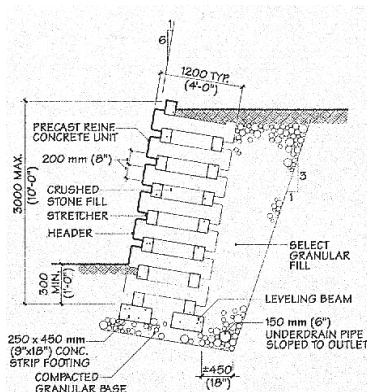 1
6
1200 TYP.
(4'-0")
PRECAST REINF.
CONCRETE UNIT
200 mm (8")
3000 MAX.
(10'-0")
CRUSHED
STONE FILL
STRETCHER
HEADER
3
1
SELECT
GRANULAR
FILL
300
MIN.
(1'-0")
LEVELING BEAM
250 x 450 mm
(9"x18") CONC.
STRIP FOOTING
150 mm (6")
UNDERDRAIN PIPE
SLOPED TO OUTLET
COMPACTED
GRANULAR BASE
±450
(18")